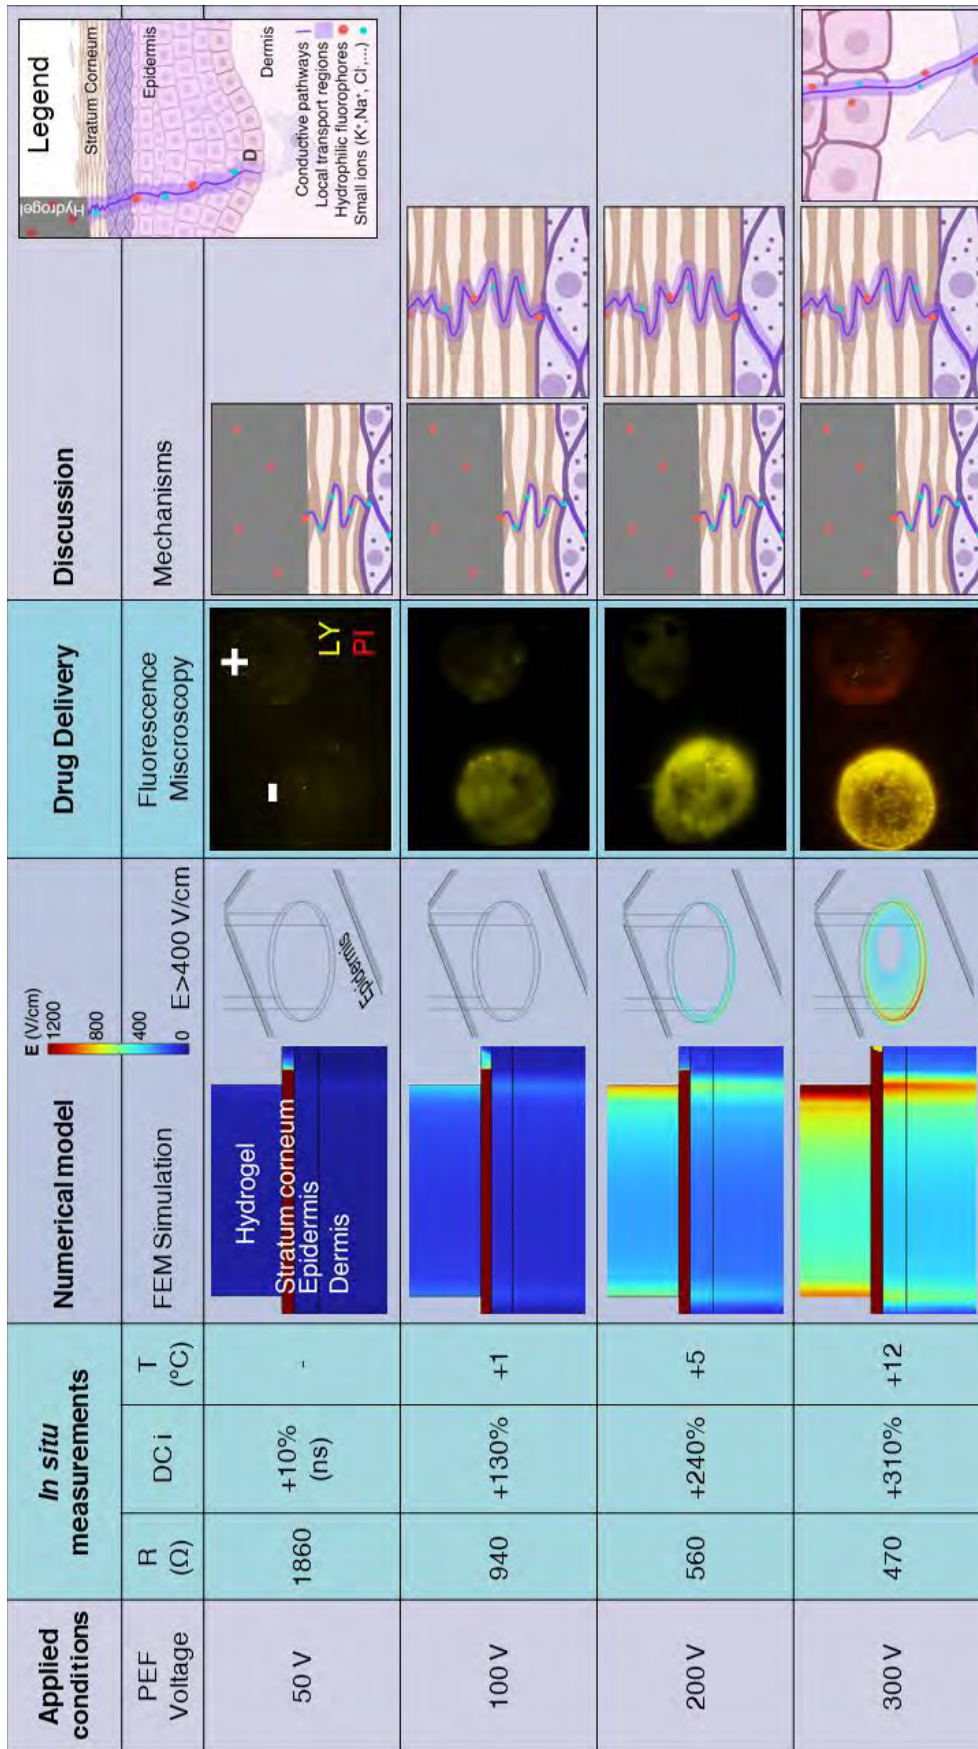 Applied
conditions
In situ
measurements
Numerical model
Drug Delivery
Discussion
PEF
Voltage
R
(Ω)
DC i
T
(°C)
FEM Simulation
E>400 V/cm
E (V/cm)
1200
800
400
0
Fluorescence
Miscroscopy
Mechanisms
50 V
1860
+10%
(ns)
-
Hydrogel
Stratum corneum
Epidermis
Dermis
Epidermis
-
+
LY
PI
100 V
940
+130%
+1
200 V
560
+240%
+5
300 V
470
+310%
+12
Legend
Hydrogel
Stratum Corneum
Epidermis
D
Dermis
Conductive pathways
Local transport regions
Hydrophilic fluorophores
Small ions (K⁺,Na⁺, Cl⁻,...)